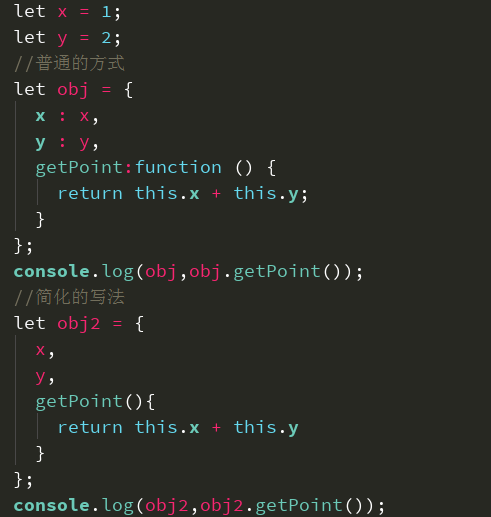 let x = 1;
let y = 2;
//普通的方式
let obj = {
  x : x,
  y : y,
  getPoint:function () {
    return this.x + this.y;
  }
};
console.log(obj,obj.getPoint());
//简化的写法
let obj2 = {
  x,
  y,
  getPoint(){
    return this.x + this.y
  }
};
console.log(obj2,obj2.getPoint());